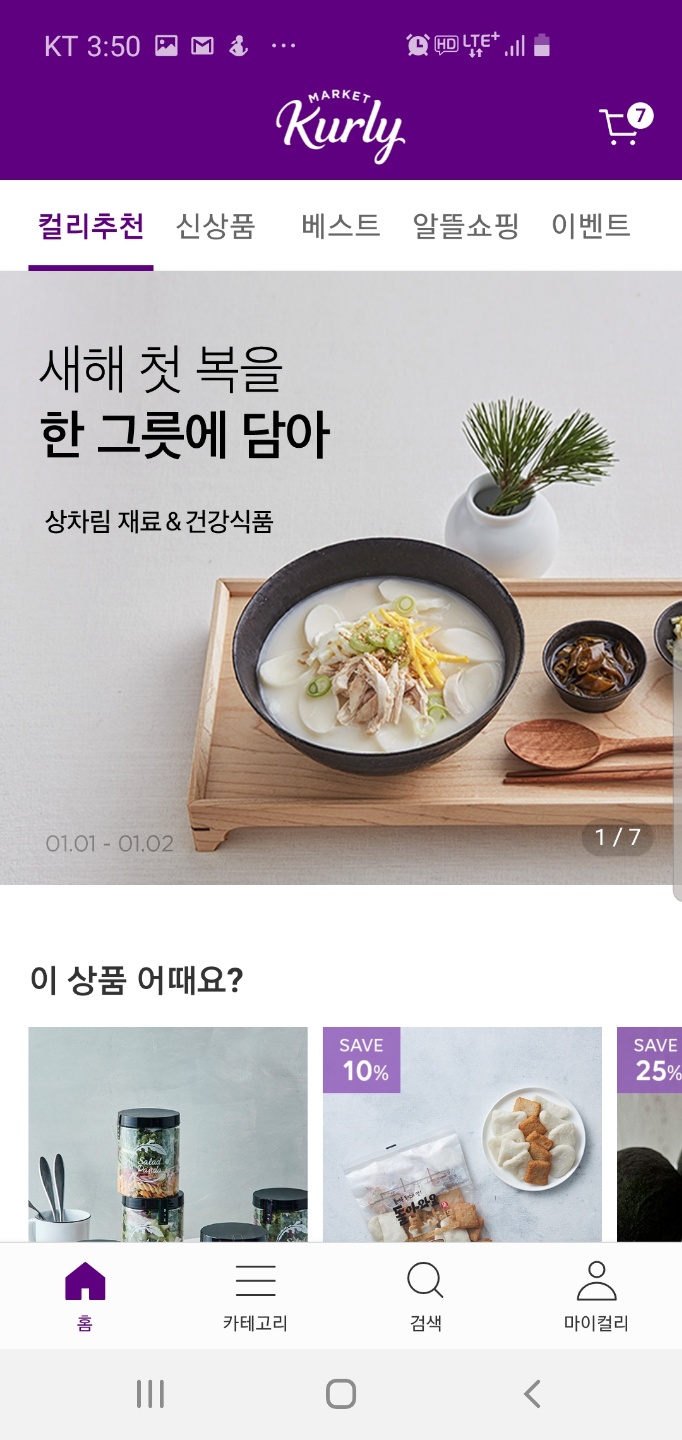 KT 3:50
HD LTE+
MARKET
Kurly
7
컬리추천 신상품 베스트 알뜰쇼핑 이벤트
새해 첫 복을
한 그릇에 담아
상차림 재료 & 건강식품
01.01 - 01.02
1 / 7
이 상품 어때요?
SAVE
10%
SAVE
25%
Salad
Panda
돌아왔용
홈 카테고리 검색 마이컬리